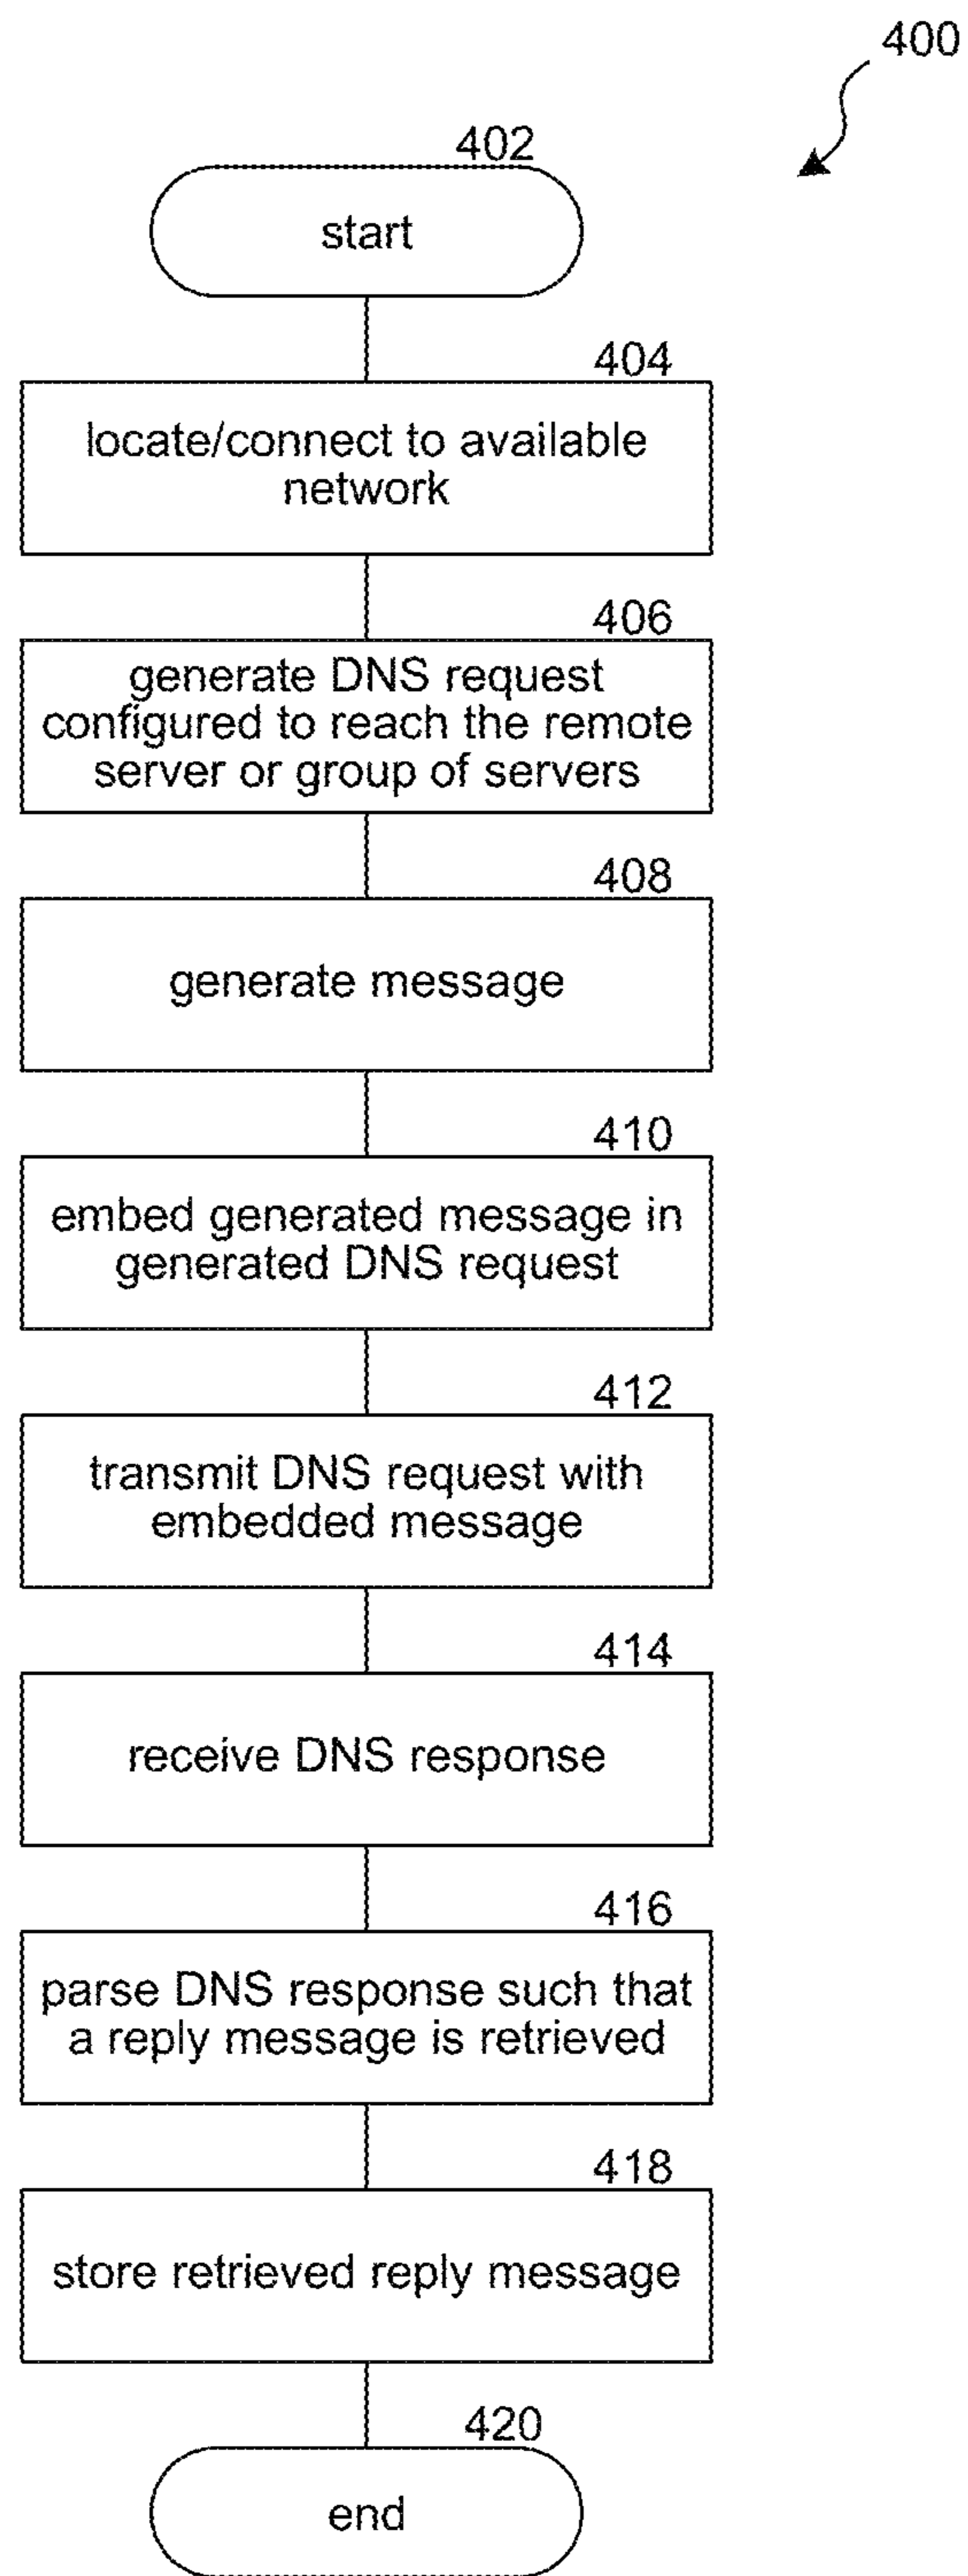 400
402
start
404
locate/connect to available
network
406
generate DNS request
configured to reach the remote
server or group of servers
408
generate message
410
embed generated message in
generated DNS request
412
transmit DNS request with
embedded message
414
receive DNS response
416
parse DNS response such that
a reply message is retrieved
418
store retrieved reply message
420
end